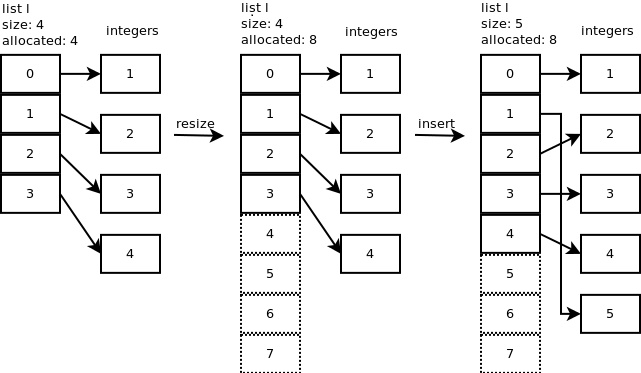 list l
size: 4
allocated: 4
integers
0
1
1
2
2
3
3
4
resize
list l
size: 4
allocated: 8
integers
0
1
1
2
2
3
3
4
4
5
6
7
insert
list l
size: 5
allocated: 8
integers
0
1
1
2
2
3
3
4
4
5
5
6
7